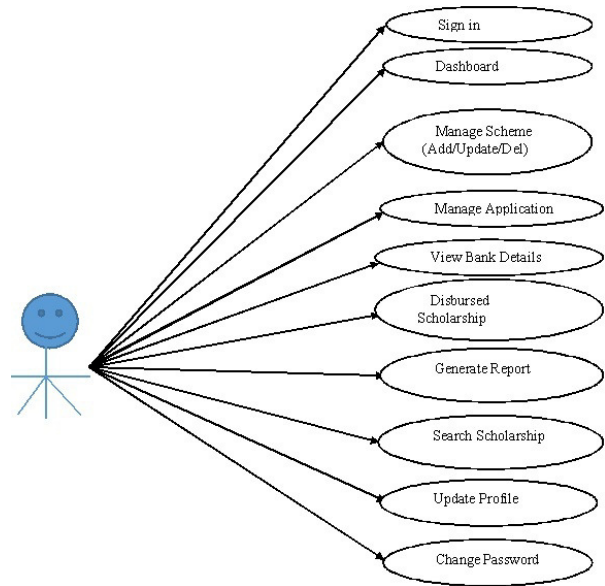 Sign in
Dashboard
Manage Scheme
(Add/Update/Del)
Manage Application
View Bank Details
Disbursed
Scholarship
Generate Report
Search Scholarship
Update Profile
Change Password